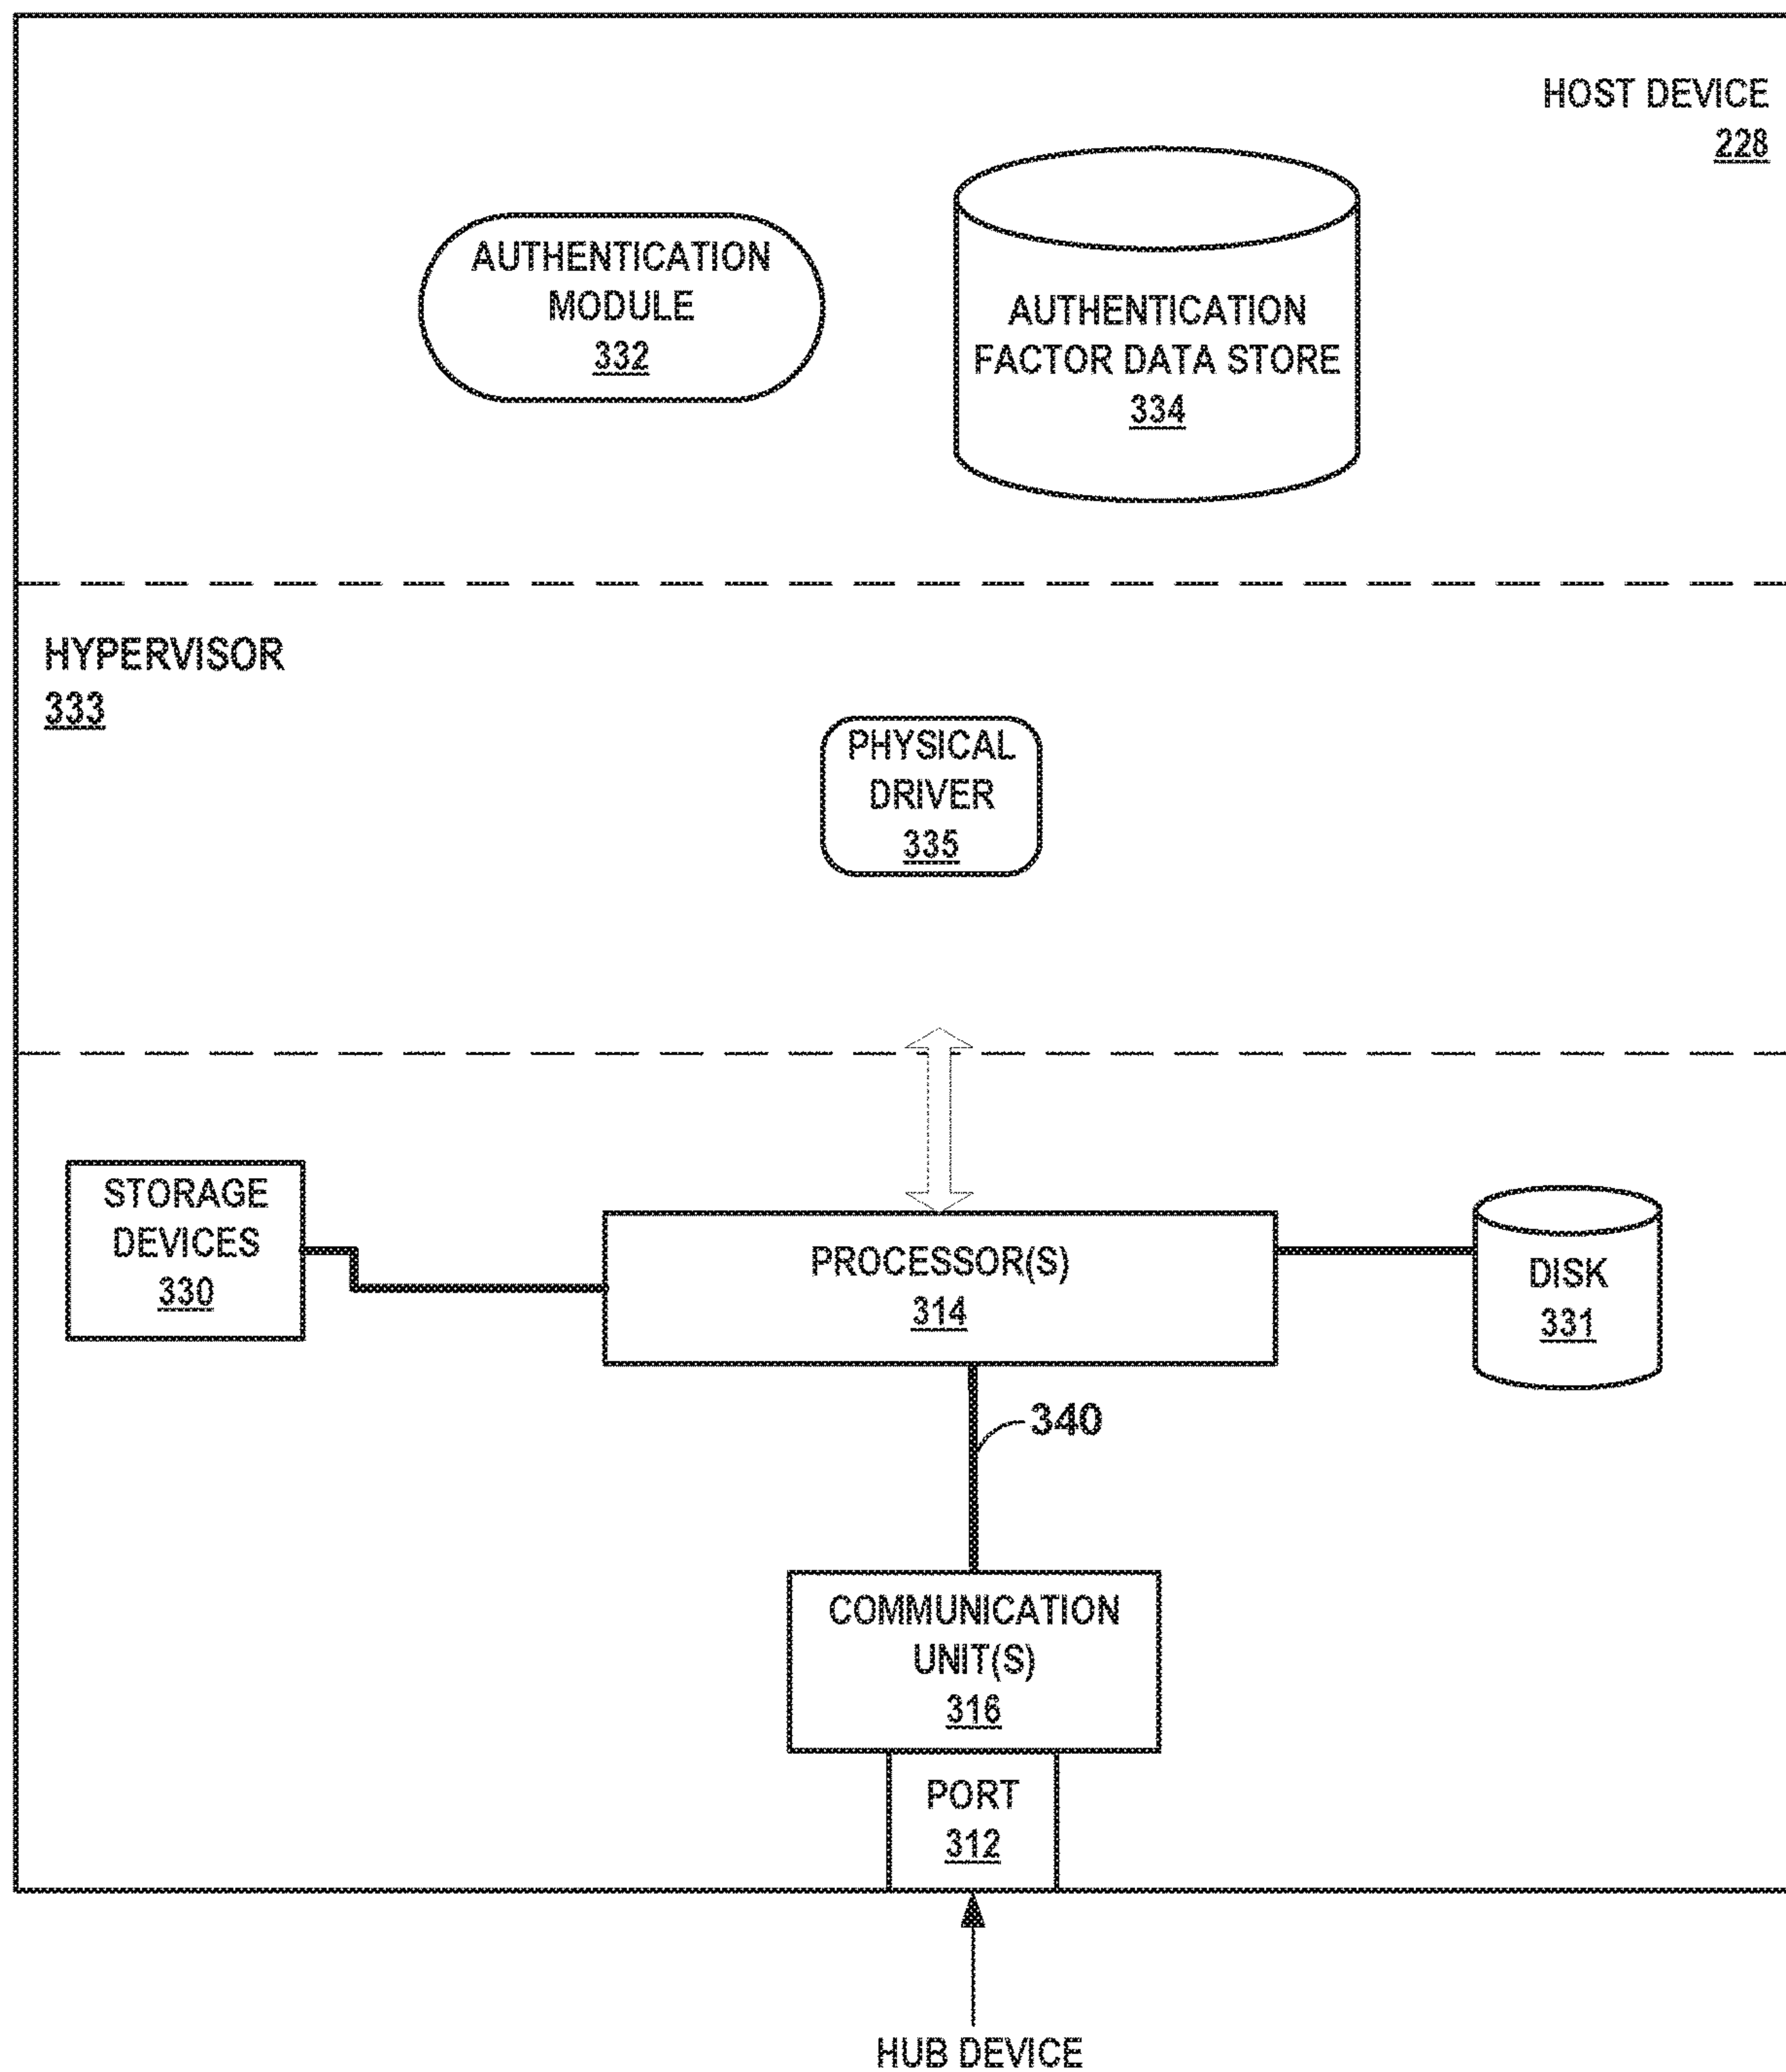 HOST DEVICE
228
AUTHENTICATION
MODULE
332
AUTHENTICATION
FACTOR DATA STORE
334
HYPERVISOR
333
PHYSICAL
DRIVER
335
STORAGE
DEVICES
330
PROCESSOR(S)
314
DISK
331
340
COMMUNICATION
UNIT(S)
316
PORT
312
HUB DEVICE